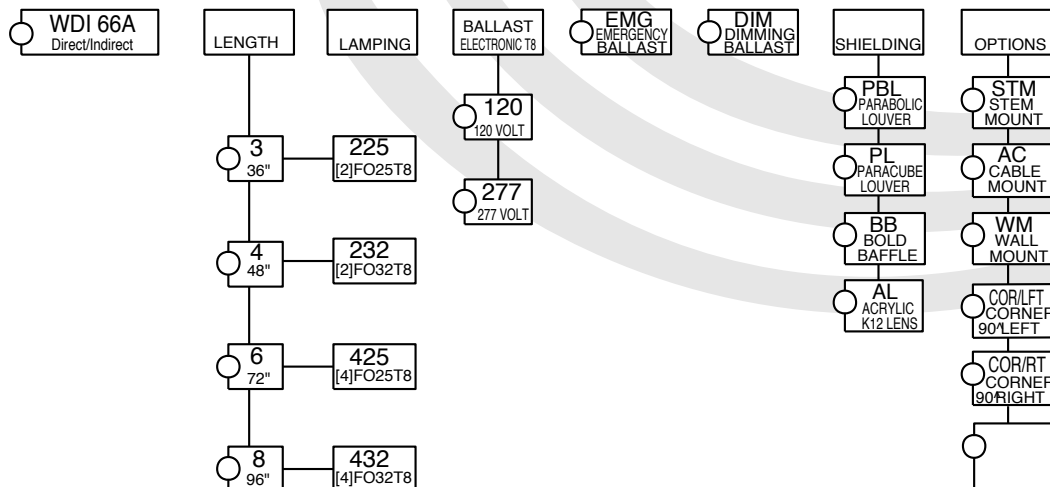 WDI 66A
Direct/Indirect
LENGTH
3
36"
4
48"
6
72"
8
96"
LAMPING
225
[2]FO25T8
232
[2]FO32T8
425
[4]FO25T8
432
[4]FO32T8
BALLAST
ELECTRONIC T8
120
120 VOLT
277
277 VOLT
EMG
EMERGENCY
BALLAST
DIM
DIMMING
BALLAST
SHIELDING
PBL
PARABOLIC
LOUVER
PL
PARACUBE
LOUVER
BB
BOLD
BAFFLE
AL
ACRYLIC
K12 LENS
OPTIONS
STM
STEM
MOUNT
AC
CABLE
MOUNT
WM
WALL
MOUNT
COR/LFT
CORNER
90^LEFT
COR/RT
CORNER
90^RIGHT